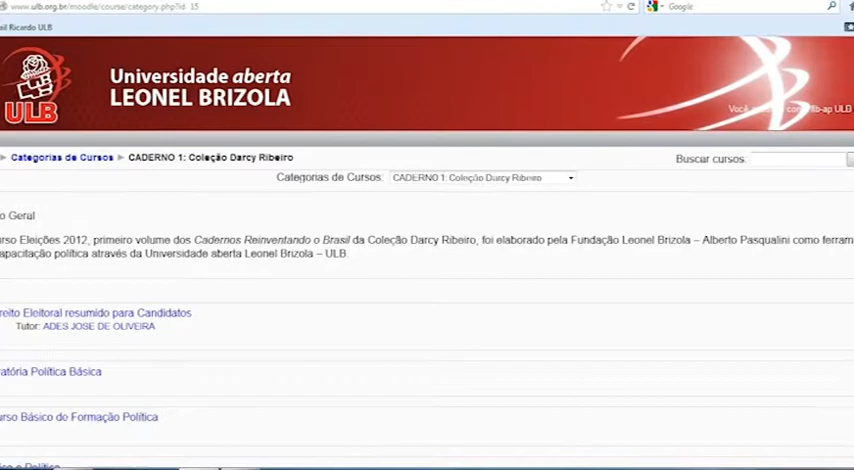 www.ulb.org.br/moodle/course/category.php?id=15
Google
ail Ricardo ULB
Universidade aberta
LEONEL BRIZOLA
ULB
Você
ULB
Categorias de Cursos ► CADERNO 1: Coleção Darcy Ribeiro
Buscar cursos:
Categorias de Cursos: CADERNO 1: Coleção Darcy Ribeiro
o Geral
urso Eleições 2012, primeiro volume dos Cadernos Reinventando o Brasil da Coleção Darcy Ribeiro, foi elaborado pela Fundação Leonel Brizola – Alberto Pasqualini como ferrama
apacitação política através da Universidade aberta Leonel Brizola – ULB.
reito Eleitoral resumido para Candidatos
Tutor: ADES JOSE DE OLIVEIRA
atória Política Básica
urso Básico de Formação Política